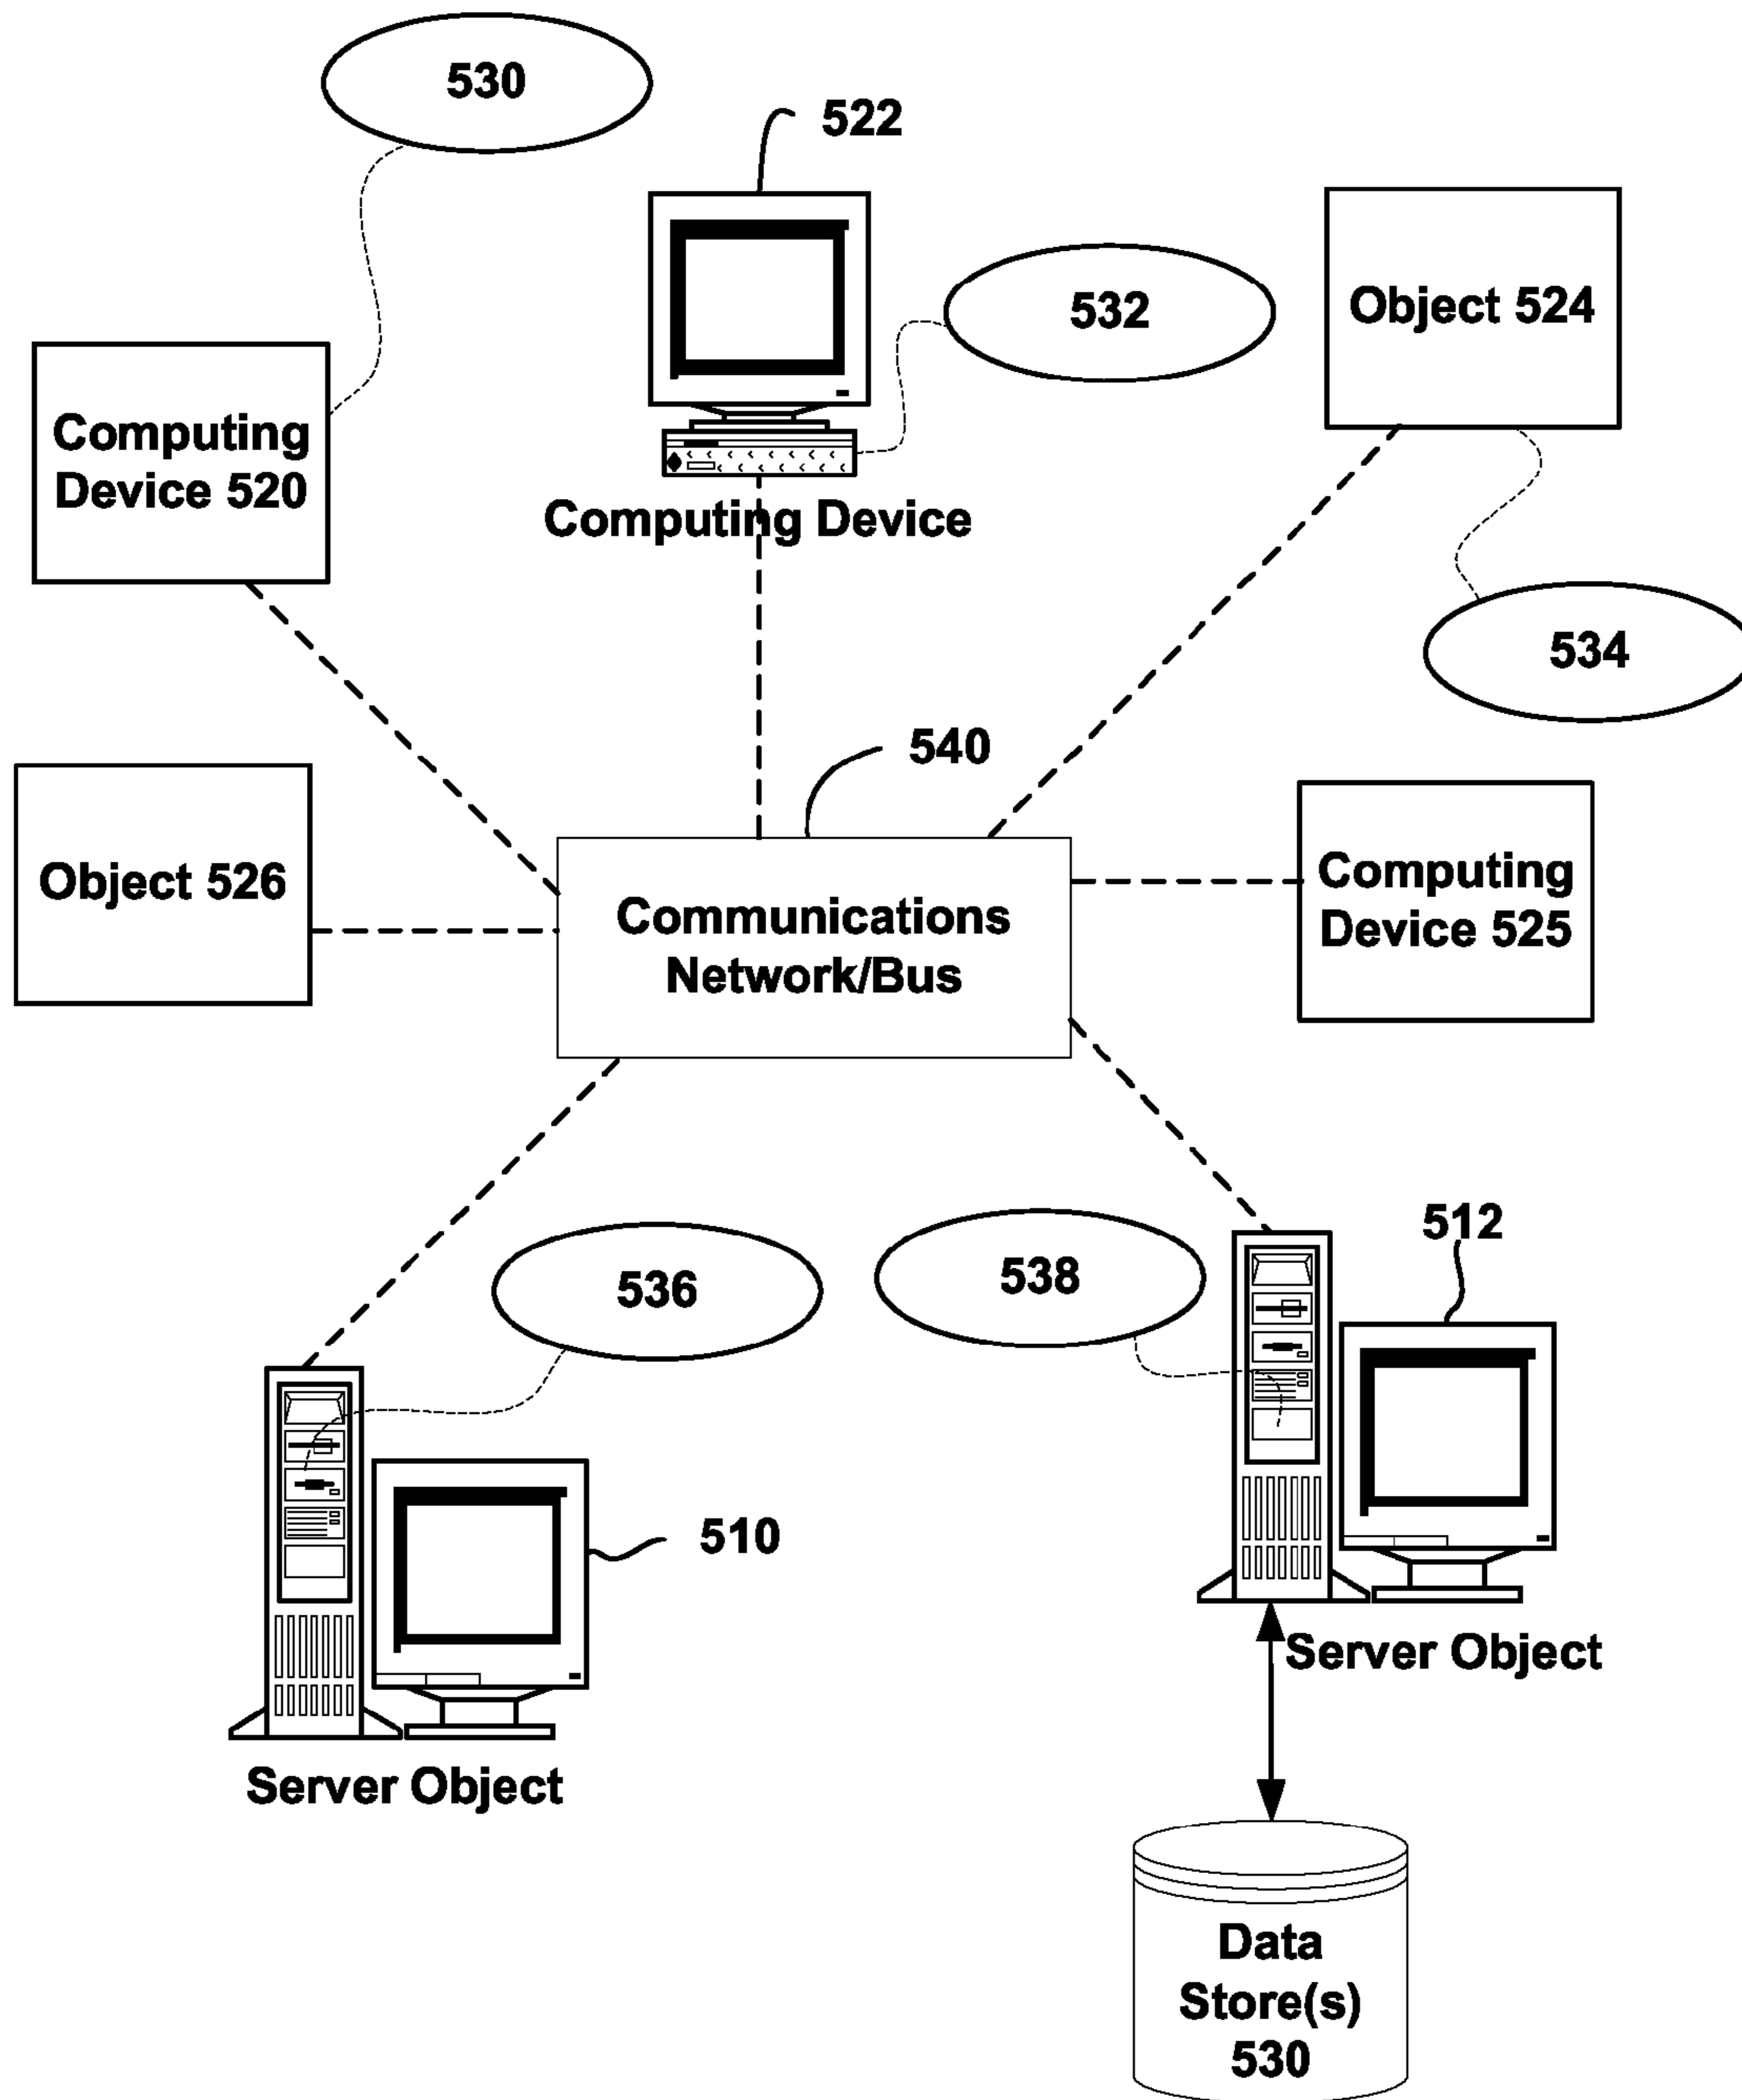 530
522
532
Object 524
Computing
Device 520
Computing Device
534
540
Object 526
Communications
Network/Bus
Computing
Device 525
536
538
512
510
Server Object
Server Object
Data
Store(s)
530